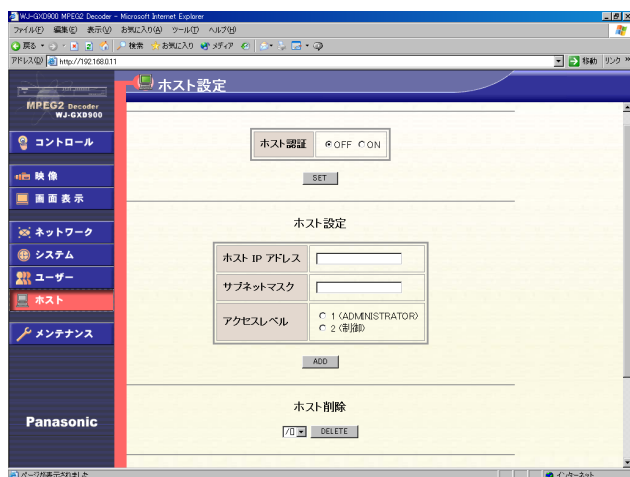 WJ-GXD900 MPEG2 Decoder - Microsoft Internet Explorer
ファイル(F) 編集(E) 表示(V) お気に入り(A) ツール(T) ヘルプ(H)
戻る 検索 お気に入り メディア
アドレス(D) http://192.168.0.11 移動 リンク »
MPEG2 Decoder
WJ-GXD900
ホスト設定
コントロール
映像
画面表示
ネットワーク
システム
ユーザー
ホスト
メンテナンス
Panasonic
ホスト認証 OFF ON
SET
ホスト設定
ホスト IP アドレス
サブネットマスク
アクセスレベル 1 (ADMINISTRATOR)
2 (制御)
ADD
ホスト削除
/0 DELETE
ページが表示されました インターネット